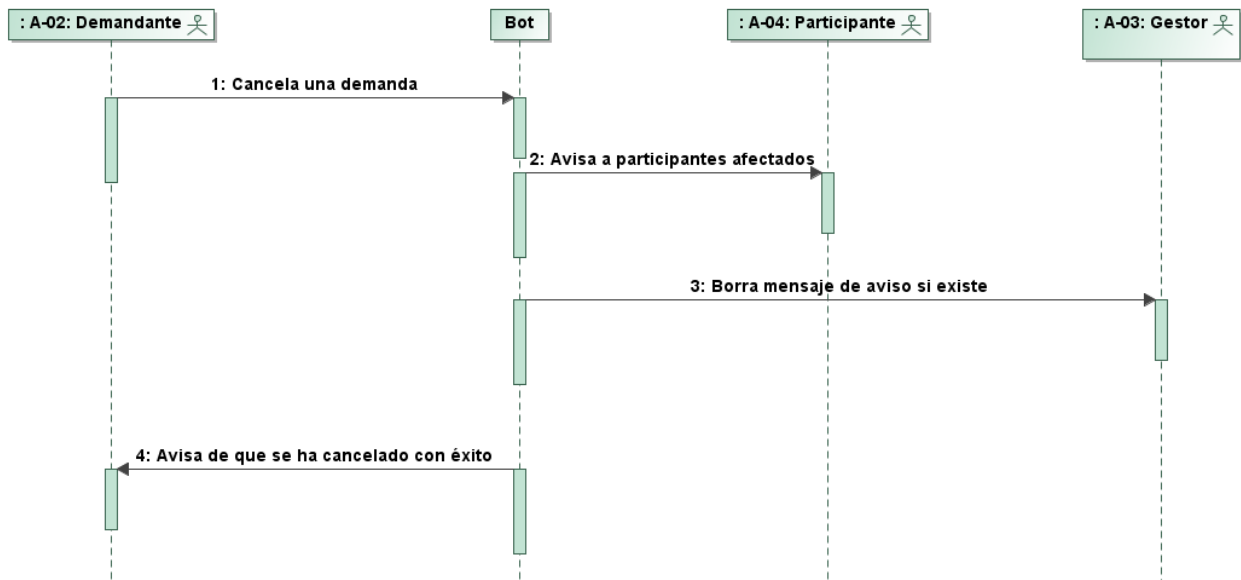 : A-02: Demandante
Bot
: A-04: Participante
: A-03: Gestor
1: Cancela una demanda
2: Avisa a participantes afectados
3: Borra mensaje de aviso si existe
4: Avisa de que se ha cancelado con éxito